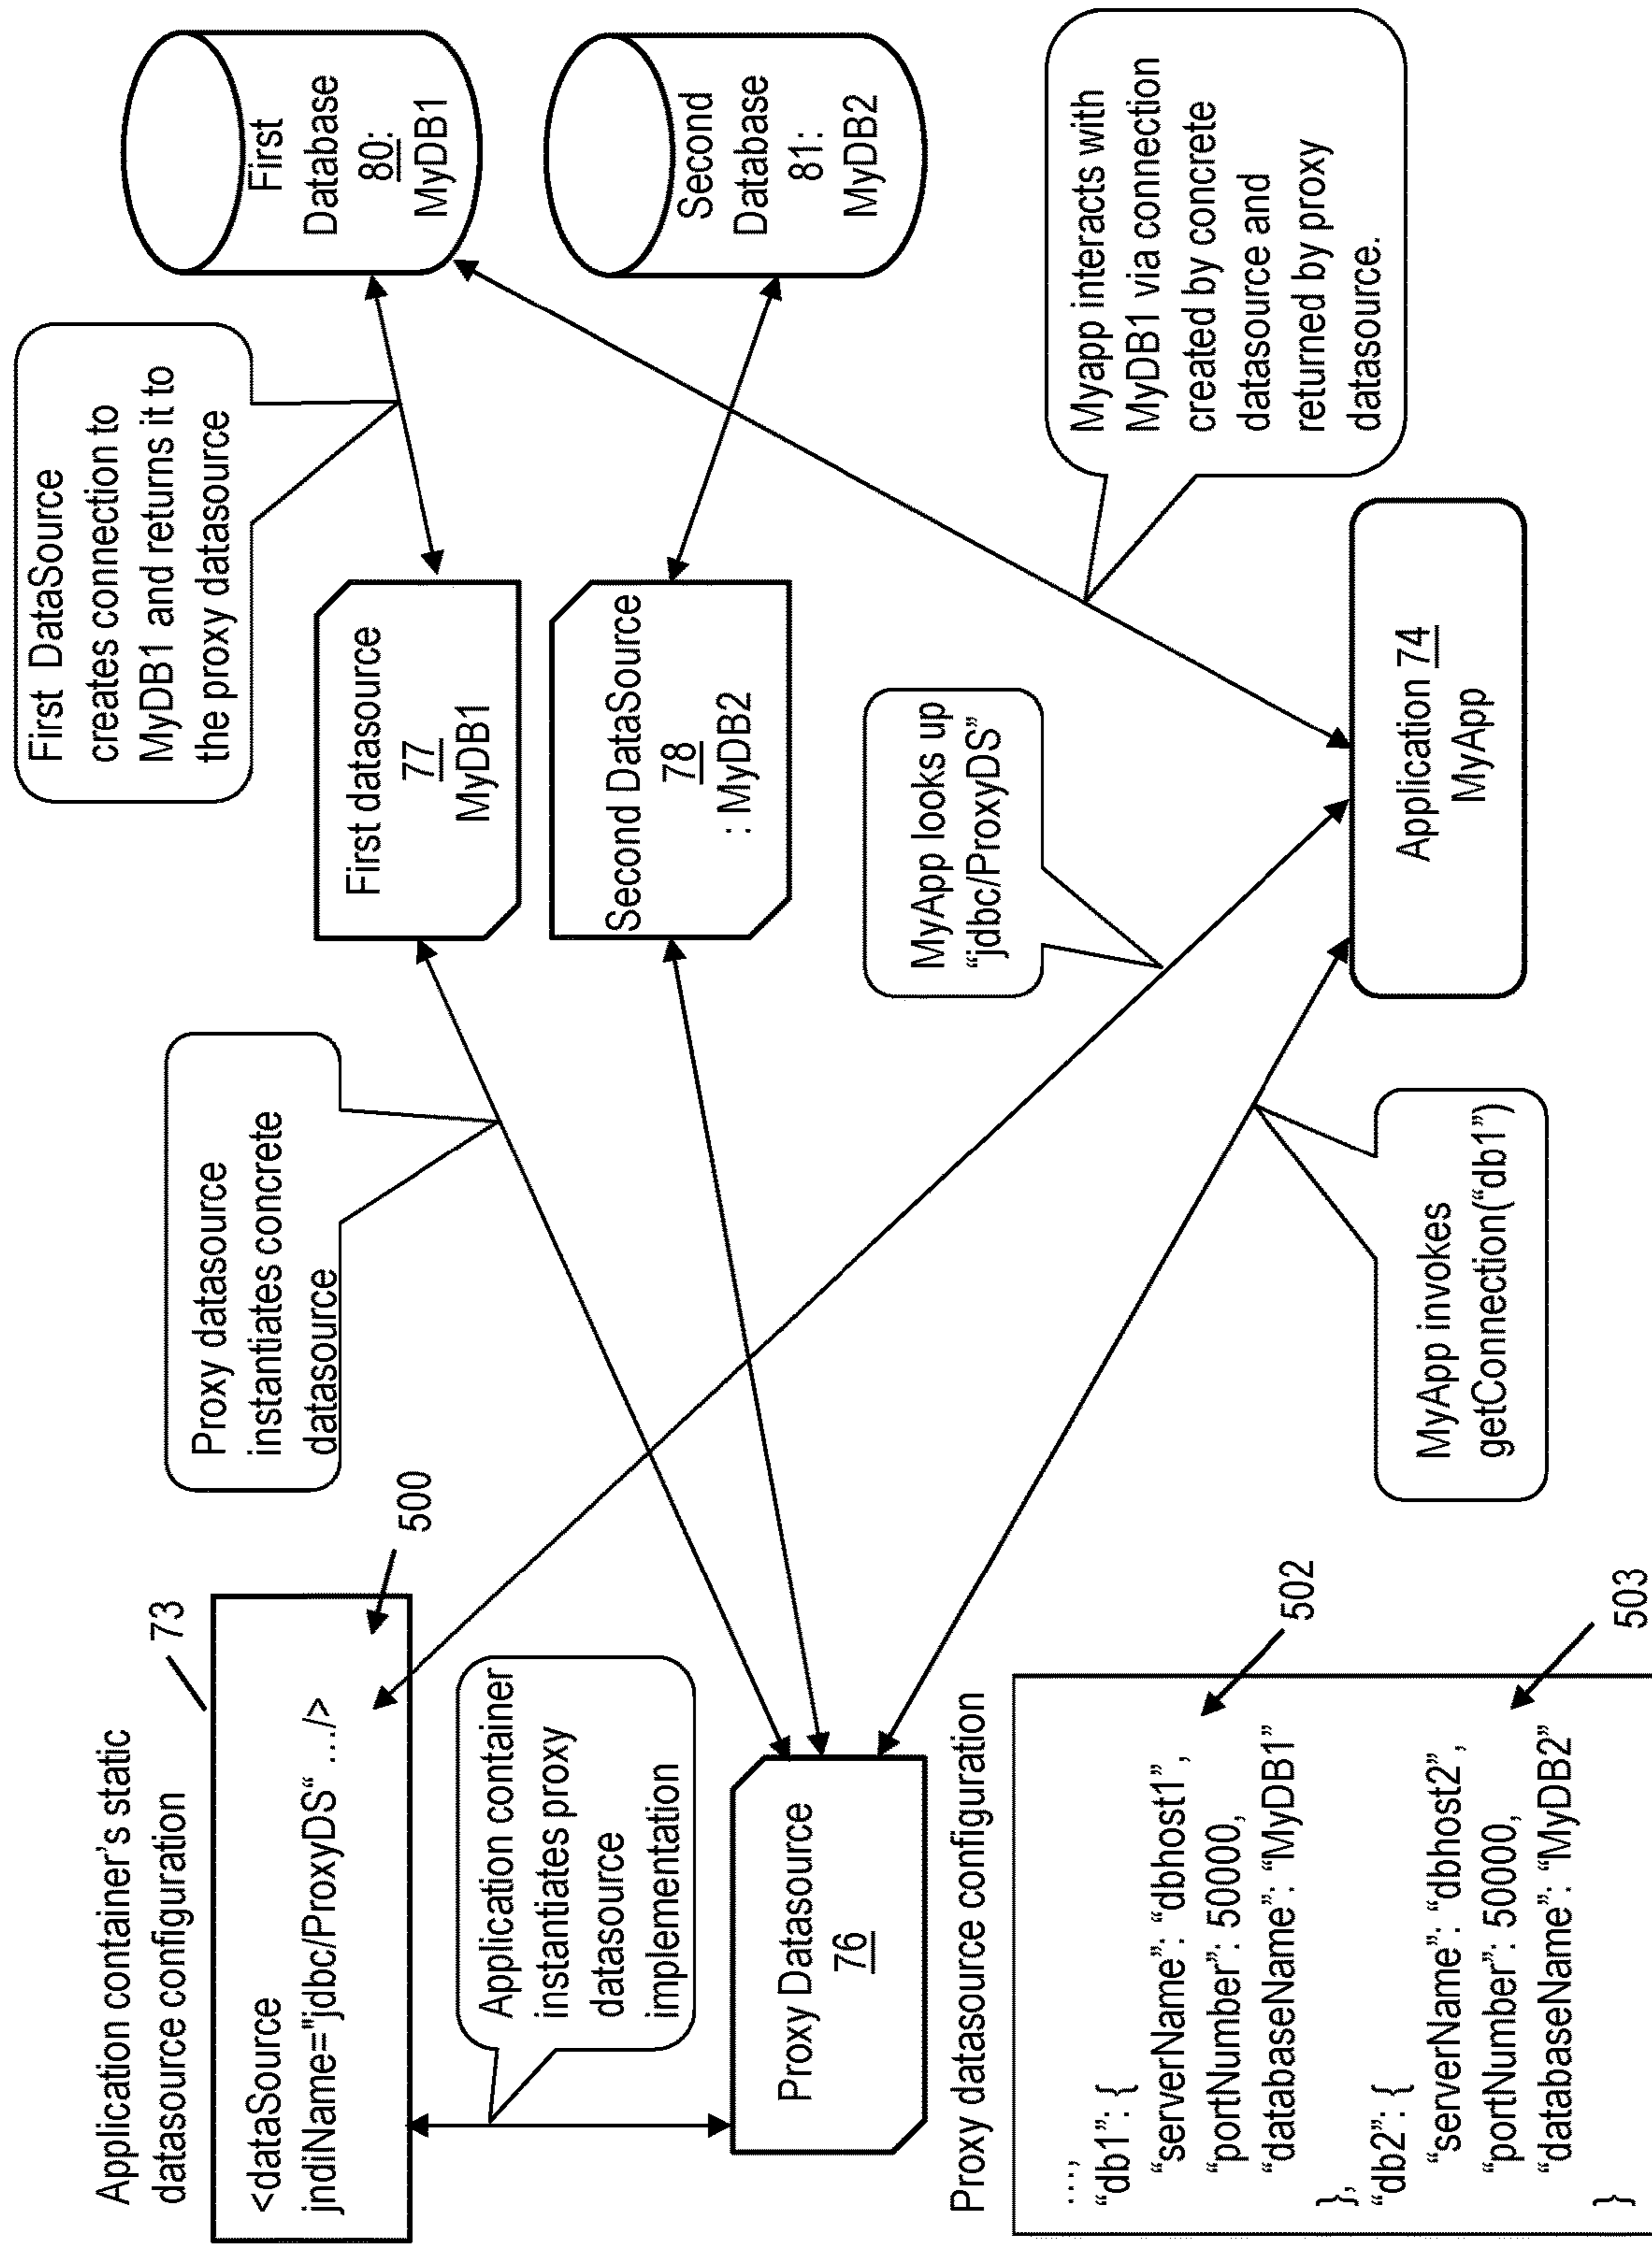 Application container's static
datasource configuration
73
<dataSource
jndiName="jdbc/ProxyDS“ .../>
500
Application container
instantiates proxy
datasource
implementation
Proxy Datasource
76
Proxy datasource configuration
...,
“db1”: {
“serverName”: “dbhost1”,
“portNumber”: 50000,
“databaseName”: “MyDB1”
},
“db2”: {
“serverName”: “dbhost2”,
“portNumber”: 50000,
“databaseName”: “MyDB2”
}
502
503
Proxy datasource
instantiates concrete
datasource
MyApp invokes
getConnection(“db1”)
MyApp looks up
“jdbc/ProxyDS”
First DataSource
creates connection to
MyDB1 and returns it to
the proxy datasource
First datasource
77
MyDB1
Second DataSource
78
: MyDB2
Application 74
MyApp
First
Database
80:
MyDB1
Second
Database
81:
MyDB2
Myapp interacts with
MyDB1 via connection
created by concrete
datasource and
returned by proxy
datasource.